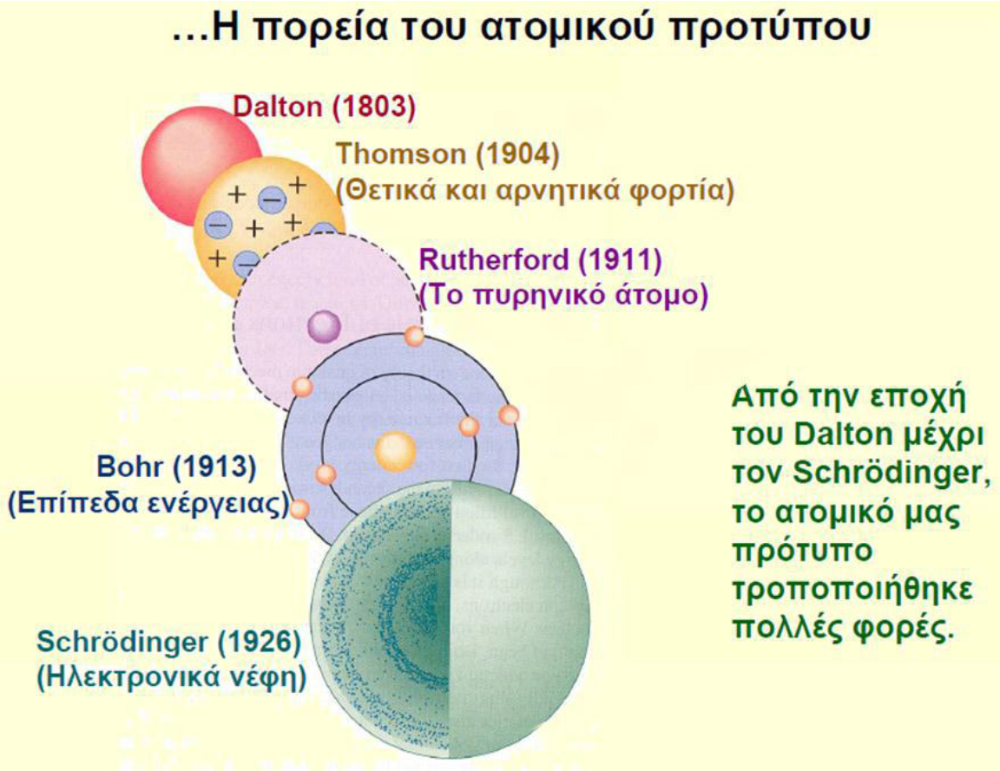 ...Η πορεία του ατομικού προτύπου
Dalton (1803)
Thomson (1904)
(Θετικά και αρνητικά φορτία)
Rutherford (1911)
(Το πυρηνικό άτομο)
Bohr (1913)
(Επίπεδα ενέργειας)
Schrödinger (1926)
(Ηλεκτρονικά νέφη)
Από την εποχή
του Dalton μέχρι
τον Schrödinger,
το ατομικό μας
πρότυπο
τροποποιήθηκε
πολλές φορές.